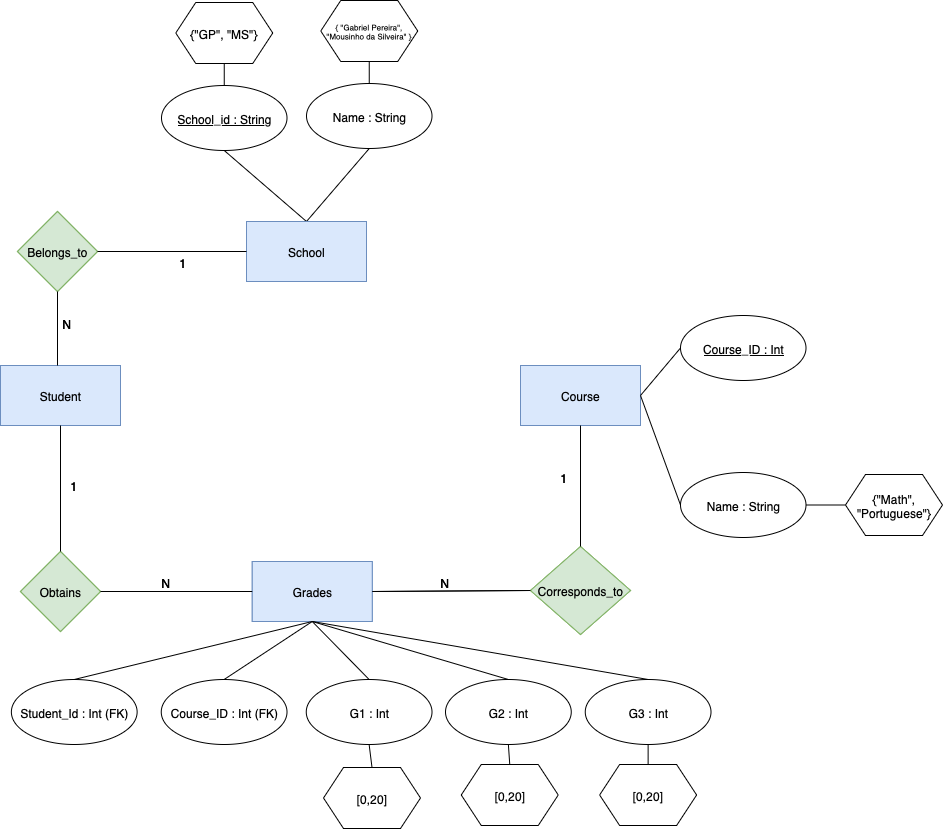 {"GP", "MS"}
{ "Gabriel Pereira",
"Mousinho da Silveira" }
School_id : String
Name : String
Belongs_to
1
School
N
Course_ID : Int
Student
Course
1
1
Name : String
{"Math",
"Portuguese"}
Obtains
N
Grades
N
Corresponds_to
Student_Id : Int (FK)
Course_ID : Int (FK)
G1 : Int
G2 : Int
G3 : Int
[0,20]
[0,20]
[0,20]